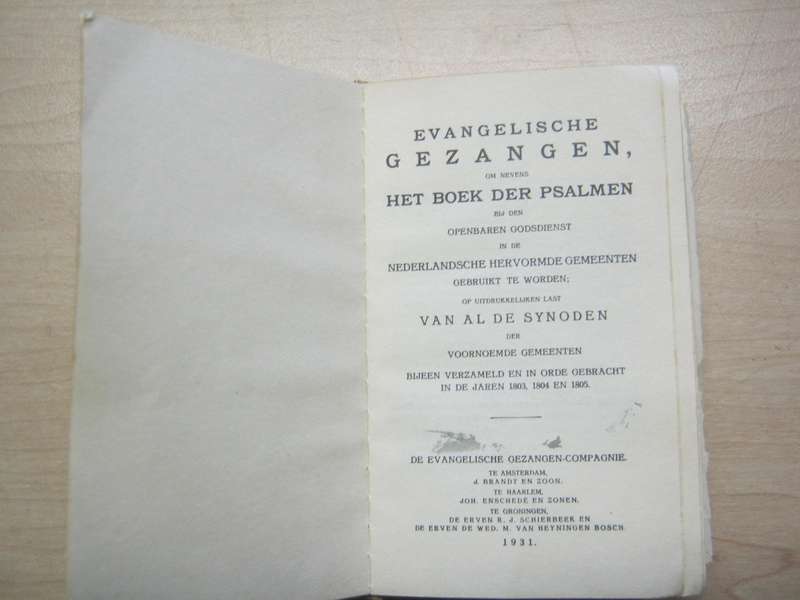 EVANGELISCHE
GEZANGEN,
OM NEVENS
HET BOEK DER PSALMEN
BIJ DEN
OPENBAREN GODSDIENST
IN DE
NEDERLANDSCHE HERVORMDE GEMEENTEN
GEBRUIKT TE WORDEN;
OP UITDRUKKELIJKEN LAST
VAN AL DE SYNODEN
DER
VOORNOEMDE GEMEENTEN
BIJEEN VERZAMELD EN IN ORDE GEBRACHT
IN DE JAREN 1803, 1804 EN 1805.
DE EVANGELISCHE GEZANGEN-COMPAGNIE.
TE AMSTERDAM,
J. BRANDT EN ZOON.
TE HAARLEM,
JOH. ENSCHEDÉ EN ZONEN.
TE GRONINGEN,
DE ERVEN R. J. SCHIERBEEK EN
DE ERVEN DE WED. M. VAN HEYNINGEN BOSCH.
1931.